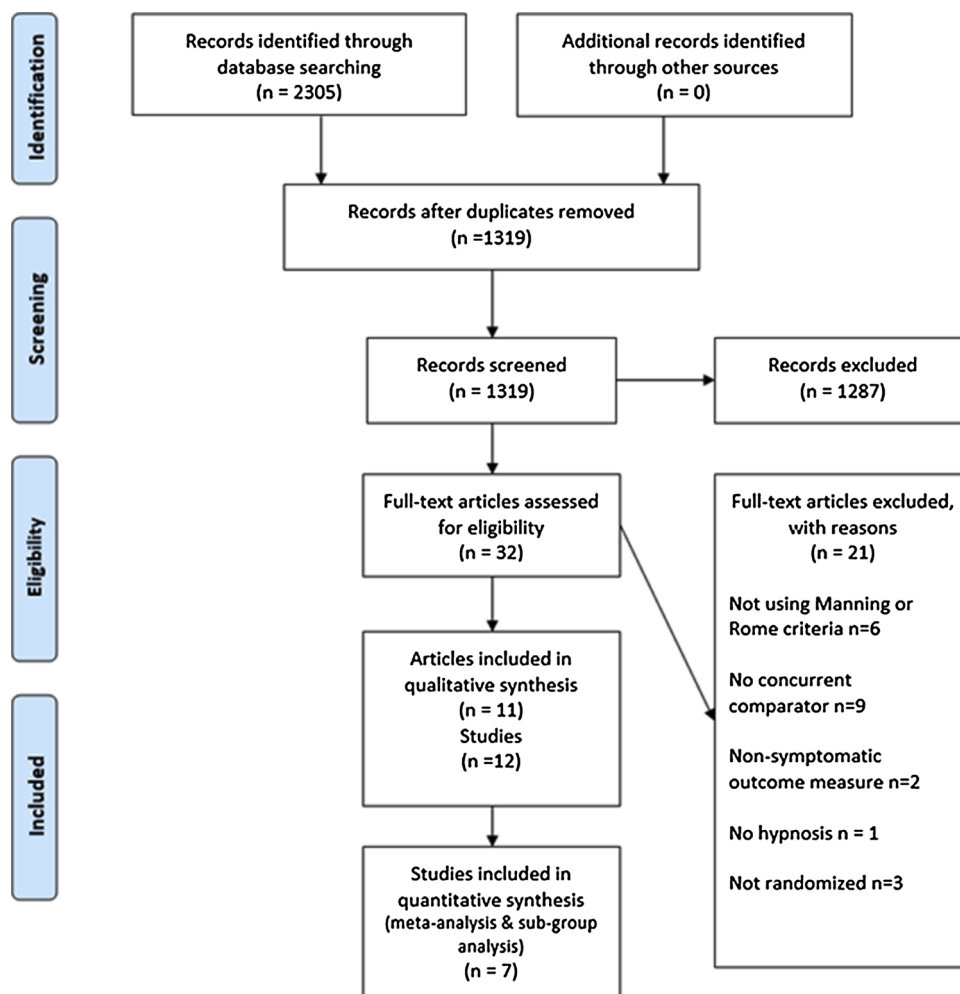 Identification
Records identified through
database searching
(n = 2305)
Additional records identified
through other sources
(n = 0)
Records after duplicates removed
(n =1319)
Screening
Records screened
(n = 1319)
Records excluded
(n = 1287)
Eligibility
Full-text articles assessed
for eligibility
(n = 32)
Full-text articles excluded,
with reasons
(n = 21)
Not using Manning or
Rome criteria n=6
No concurrent
comparator n=9
Non-symptomatic
outcome measure n=2
No hypnosis n = 1
Not randomized n=3
Included
Articles included in
qualitative synthesis
(n = 11)
Studies
(n =12)
Studies included in
quantitative synthesis
(meta-analysis & sub-group
analysis)
(n = 7)